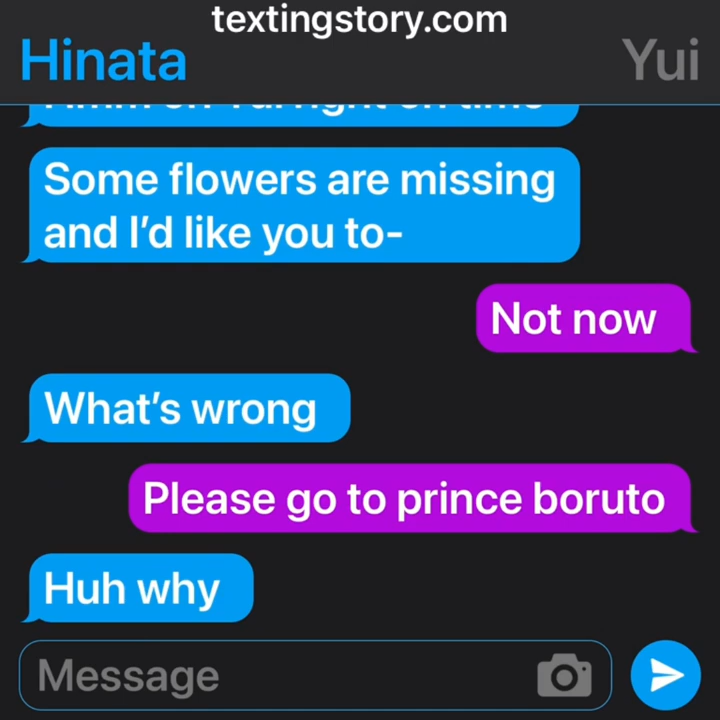 textingstory.com
Hinata
Yui
Some flowers are missing
and I'd like you to-
Not now
What's wrong
Please go to prince boruto
Huh why
Message